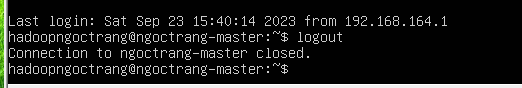 Last login: Sat Sep 23 15:40:14 2023 from 192.168.164.1
hadoopngoctrang@ngoctrang-master:~$ logout
Connection to ngoctrang-master closed.
hadoopngoctrang@ngoctrang-master:~$